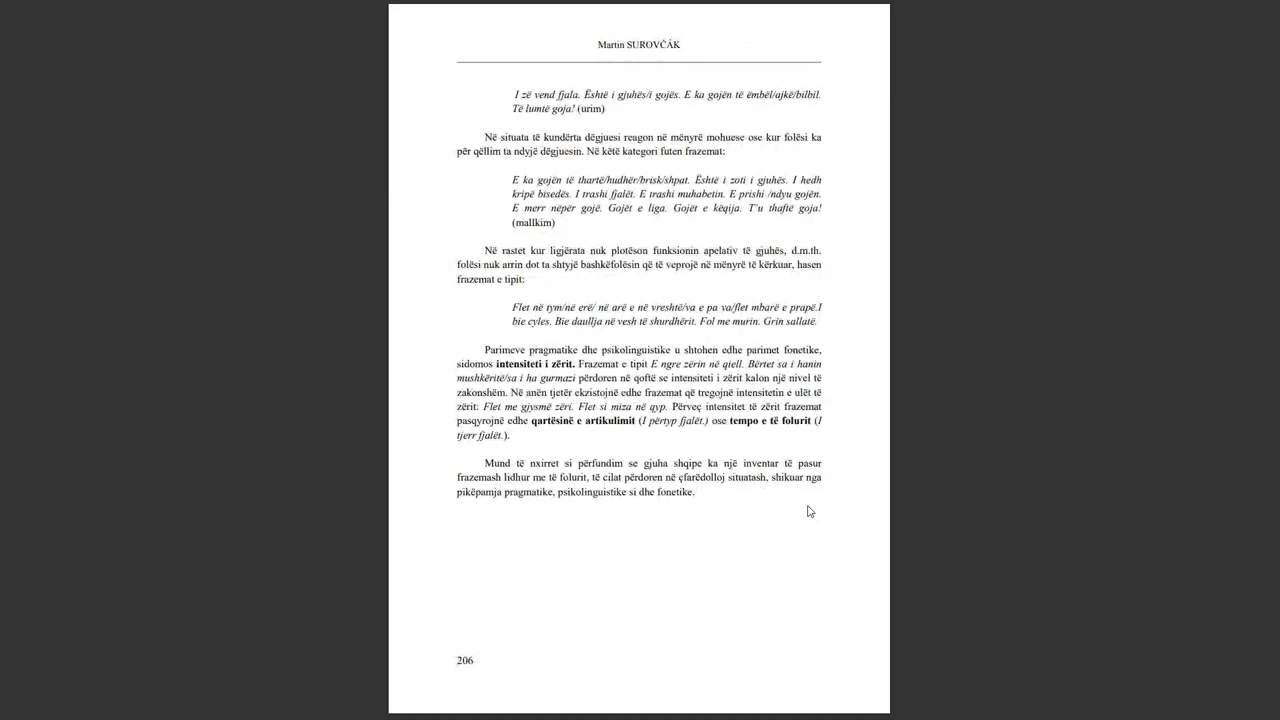 Martin SUROVČÁK
I zë vend fjala. Është i gjuhës/i gojës. E ka gojën të ëmbël/ajkë/bilbil.
Të lumtë goja! (urim)
Në situata të kundërta dëgjuesi reagon në mënyrë mohuese ose kur folësi ka
për qëllim ta ndyjë dëgjuesin. Në këtë kategori futen frazemat:
E ka gojën të thartë/hudhër/brisk/shpat. Është i zoti i gjuhës. I hedh
kripë bisedës. I trashi fjalët. E trashi muhabetin. E prishi /ndyu gojën.
E merr nëpër gojë. Gojët e liga. Gojët e këqija. T'u thaftë goja!
(mallkim)
Në rastet kur ligjërata nuk plotëson funksionin apelativ të gjuhës, d.m.th.
folësi nuk arrin dot ta shtyjë bashkëfolësin që të veprojë në mënyrë të kërkuar, hasen
frazemat e tipit:
Flet në tym/në erë/ në arë e në vreshtë/va e pa va/flet mbarë e prapë.I
bie cyles. Bie daullja në vesh të shurdhërit. Fol me murin. Grin sallatë.
Parimeve pragmatike dhe psikolinguistike u shtohen edhe parimet fonetike,
sidomos intensiteti i zërit. Frazemat e tipit E ngre zërin në qiell. Bërtet sa i hanin
mushkëritë/sa i ha gurmazi përdoren në qoftë se intensiteti i zërit kalon një nivel të
zakonshëm. Në anën tjetër ekzistojnë edhe frazemat që tregojnë intensitetin e ulët të
zërit: Flet me gjysmë zëri. Flet si miza në qyp. Përveç intensitet të zërit frazemat
pasqyrojnë edhe qartësinë e artikulimit (I përtyp fjalët.) ose tempo e të folurit (I
tjerr fjalët.).
Mund të nxirret si përfundim se gjuha shqipe ka një inventar të pasur
frazemash lidhur me të folurit, të cilat përdoren në çfarëdolloj situatash, shikuar nga
pikëpamja pragmatike, psikolinguistike si dhe fonetike.
206